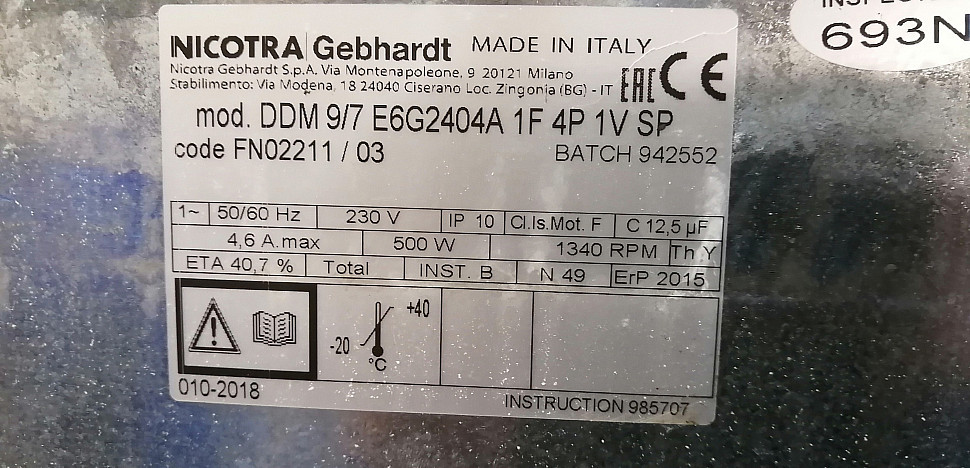 693N
NICOTRA Gebhardt MADE IN ITALY
Nicotra Gebhardt S.p.A. Via Montenapoleone, 9 20121 Milano
Stabilimento: Via Modena, 18 24040 Ciserano Loc. Zingonia (BG) - IT EAC CE
mod. DDM 9/7 E6G2404A 1F 4P 1V SP
code FN02211 / 03 BATCH 942552
1~ 50/60 Hz 230 V IP 10 Cl.Is.Mot. F C 12,5 µF
4,6 A.max 500 W 1340 RPM Th Y
ETA 40,7 % Total INST. B N 49 ErP 2015
+40
-20
°C
010-2018 INSTRUCTION 985707